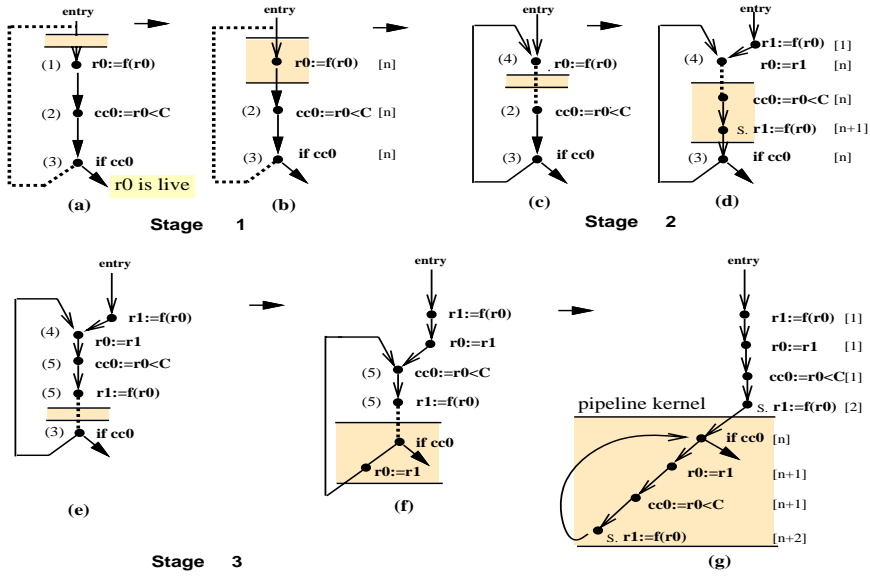 entry
(1) r0:=f(r0)
(2) cc0:=r0<C
(3) if cc0
r0 is live
(a)
r0:=f(r0) [n]
(2) cc0:=r0<C [n]
(3) if cc0 [n]
(b)
Stage 1
entry
(4) r0:=f(r0)
(2) cc0:=r0<C
(3) if cc0
(c)
r1:=f(r0) [1]
(4) r0:=r1 [n]
cc0:=r0<C [n]
S. r1:=f(r0) [n+1]
(3) if cc0 [n]
(d)
Stage 2
entry
r1:=f(r0)
(4) r0:=r1
(5) cc0:=r0<C
(5) r1:=f(r0)
(3) if cc0
(e)
entry
r1:=f(r0)
r0:=r1
(5) cc0:=r0<C
(5) r1:=f(r0)
if cc0
r0:=r1
(f)
entry
r1:=f(r0) [1]
r0:=r1 [1]
cc0:=r0<C [1]
S. r1:=f(r0) [2]
pipeline kernel
if cc0 [n]
r0:=r1 [n+1]
cc0:=r0<C [n+1]
S. r1:=f(r0) [n+2]
(g)
Stage 3